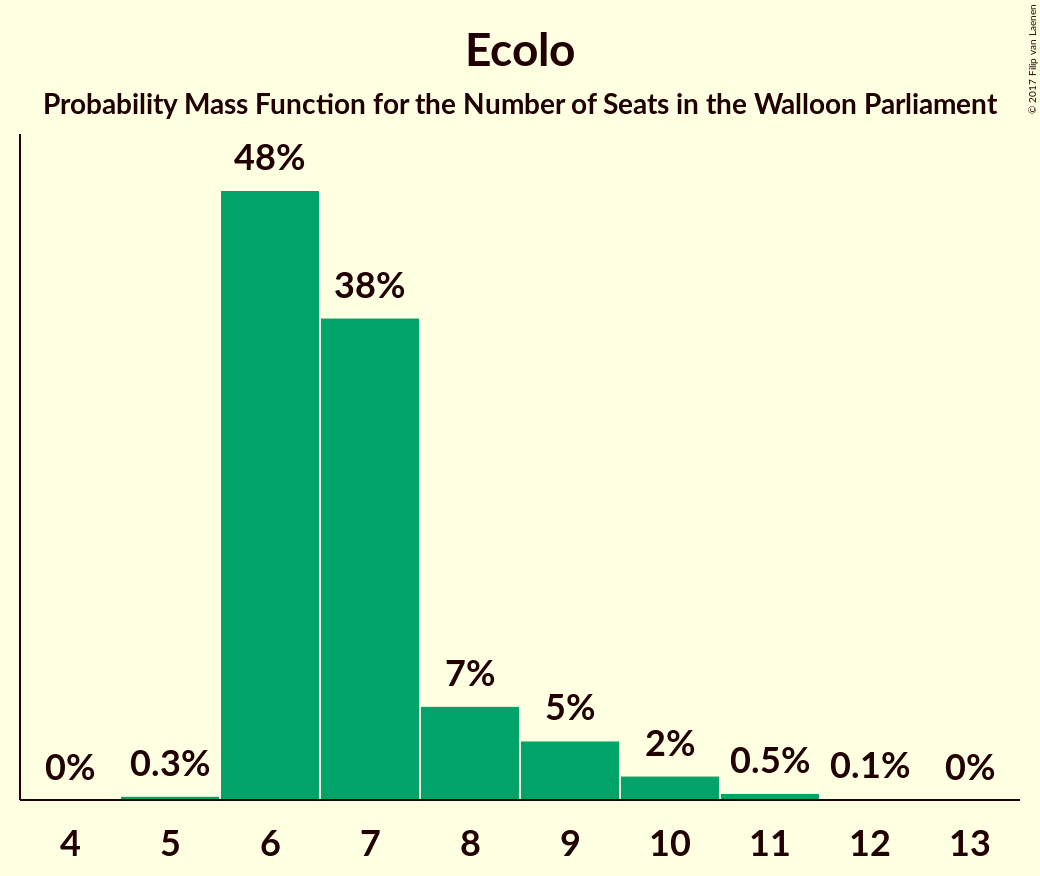 Ecolo
Probability Mass Function for the Number of Seats in the Walloon Parliament
48%
38%
7%
5%
2%
0.5%
0.3%
0.1%
0%
0%
4 5 6 7 8 9 10 11 12 13
© 2017 Filip van Laenen